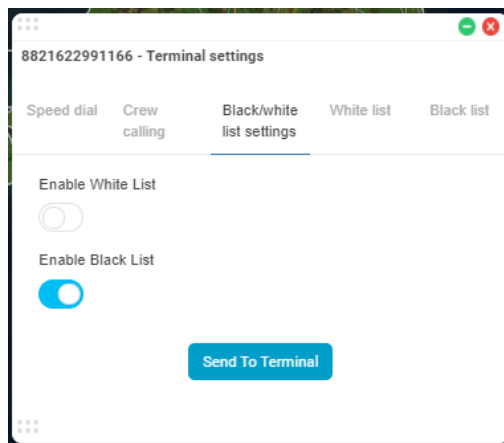 8821622991166 - Terminal settings
Speed dial
Crew
calling
Black/white
list settings
White list
Black list
Enable White List
Enable Black List
Send To Terminal